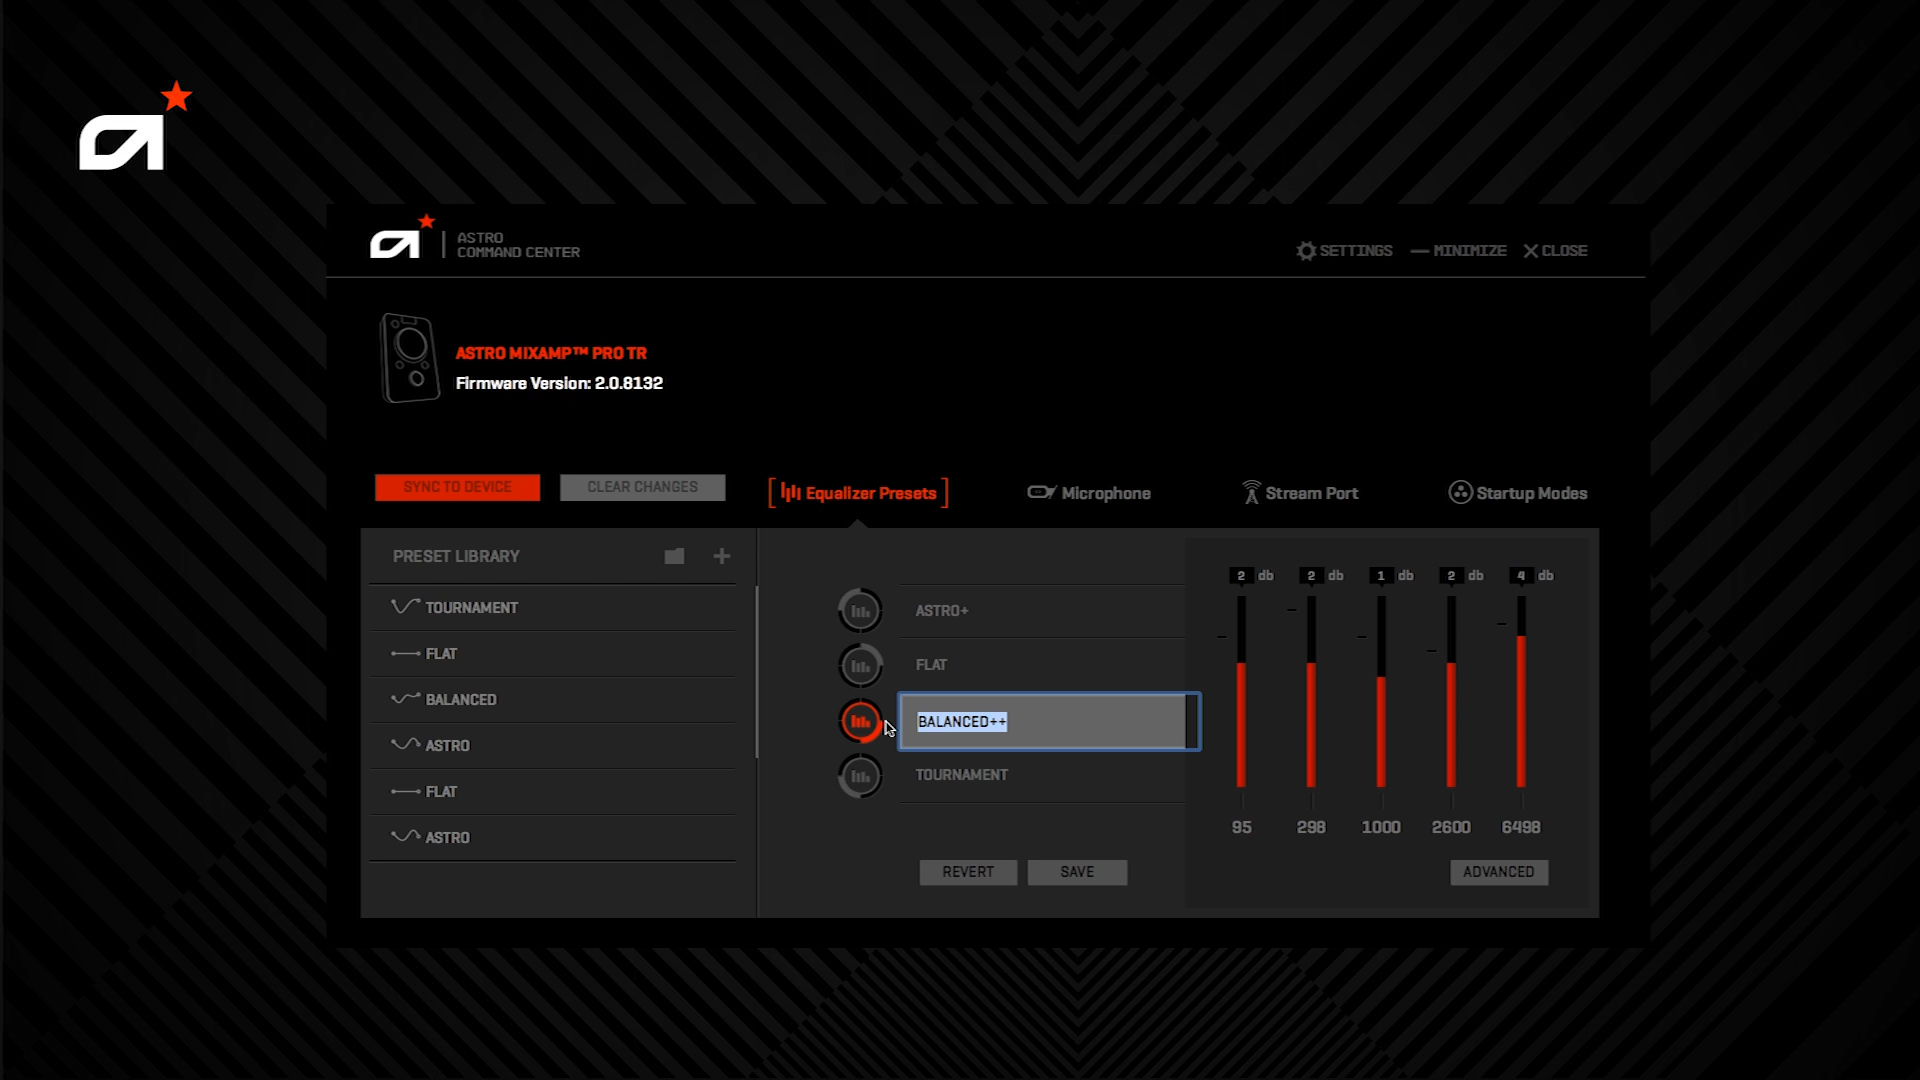 ASTRO
COMMAND CENTER
SETTINGS
MINIMIZE
CLOSE
ASTRO MIXAMP™ PRO TR
Firmware Version: 2.0.8132
SYNC TO DEVICE
CLEAR CHANGES
Equalizer Presets
Microphone
Stream Port
Startup Modes
PRESET LIBRARY
TOURNAMENT
FLAT
BALANCED
ASTRO
FLAT
ASTRO
ASTRO+
FLAT
BALANCED++
TOURNAMENT
REVERT
SAVE
2 db
2 db
1 db
2 db
4 db
95
298
1000
2600
6498
ADVANCED